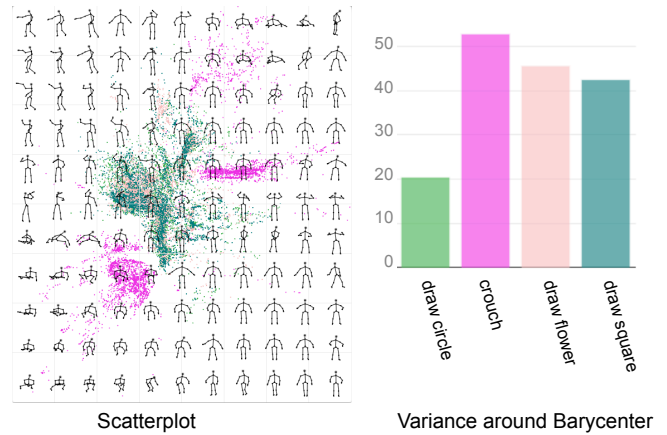 50
40
30
20
10
0
draw circle
crouch
draw flower
draw square
Scatterplot
Variance around Barycenter